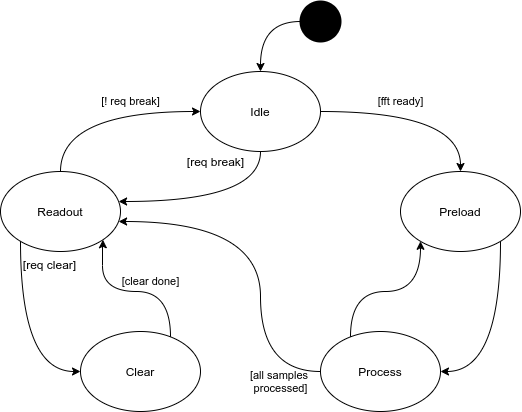 [! req break]
Idle
[fft ready]
[req break]
Readout
Preload
[req clear]
[clear done]
Clear
[all samples
processed]
Process